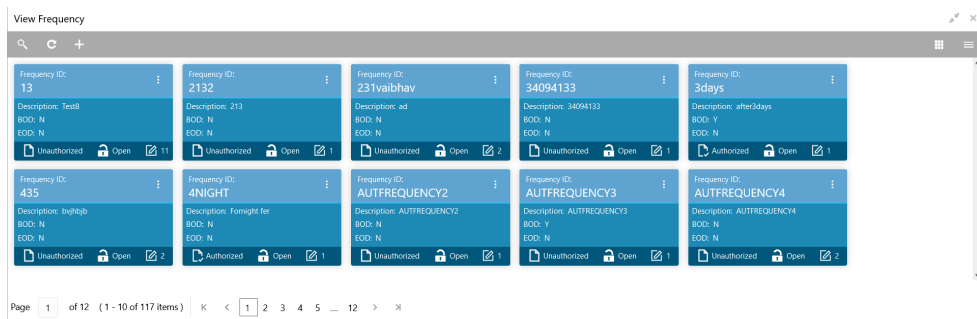 View Frequency
Frequency ID:
13
Description: Test8
BOD: N
EOD: N
Unauthorized Open 11
Frequency ID:
2132
Description: 213
BOD: N
EOD: N
Unauthorized Open 1
Frequency ID:
231vaibhav
Description: ad
BOD: N
EOD: N
Unauthorized Open 2
Frequency ID:
34094133
Description: 34094133
BOD: N
EOD: N
Unauthorized Open 1
Frequency ID:
3days
Description: after3days
BOD: Y
EOD: N
Authorized Open 1
Frequency ID:
435
Description: bvjhbjb
BOD: N
EOD: N
Unauthorized Open 2
Frequency ID:
4NIGHT
Description: Fornight fer
BOD: N
EOD: N
Authorized Open 1
Frequency ID:
AUTFREQUENCY2
Description: AUTFREQUENCY2
BOD: N
EOD: N
Unauthorized Open 1
Frequency ID:
AUTFREQUENCY3
Description: AUTFREQUENCY3
BOD: Y
EOD: N
Unauthorized Open 1
Frequency ID:
AUTFREQUENCY4
Description: AUTFREQUENCY4
BOD: N
EOD: N
Unauthorized Open 2
Page 1 of 12 (1 - 10 of 117 items) 1 2 3 4 5 ... 12